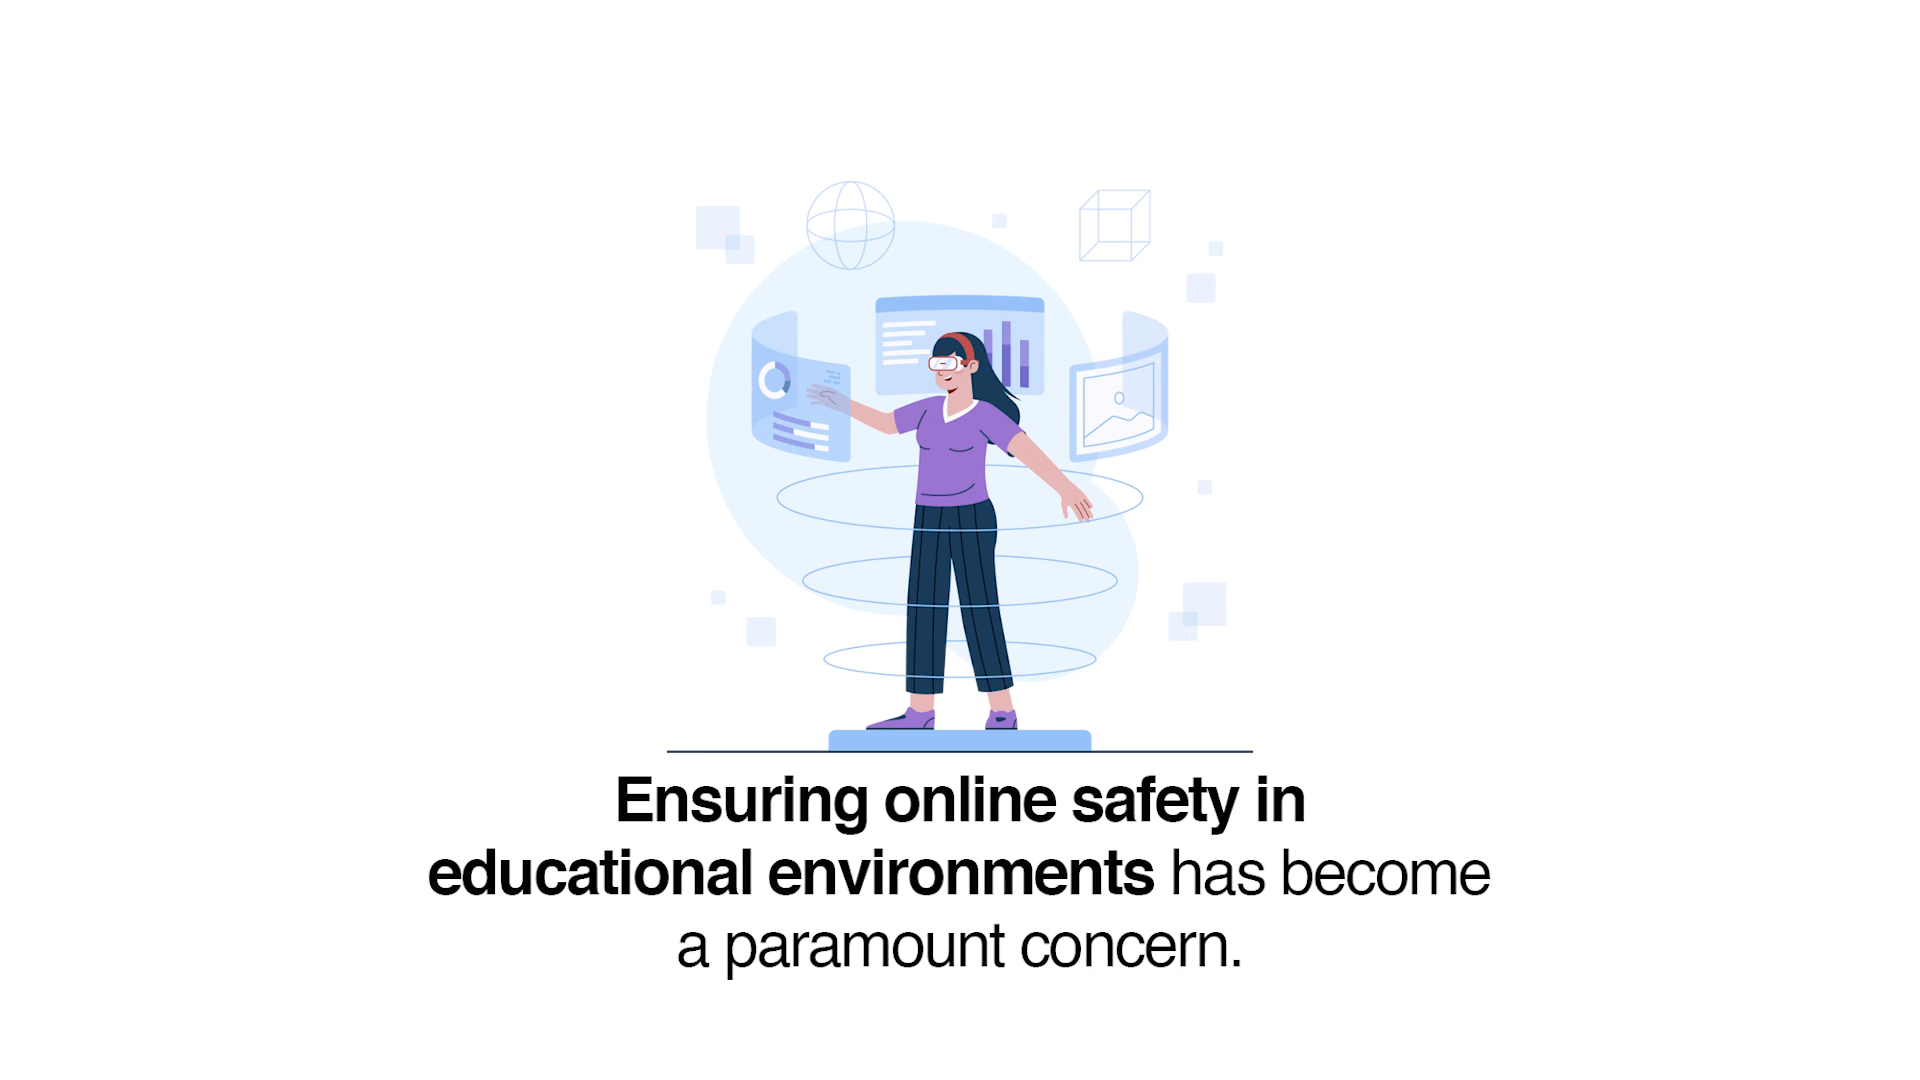 Ensuring online safety in
educational environments has become
a paramount concern.